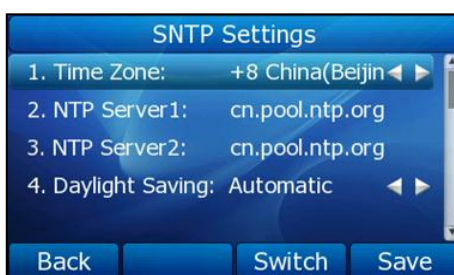 SNTP Settings
1. Time Zone: +8 China(Beijin
2. NTP Server1: cn.pool.ntp.org
3. NTP Server2: cn.pool.ntp.org
4. Daylight Saving: Automatic
Back Switch Save